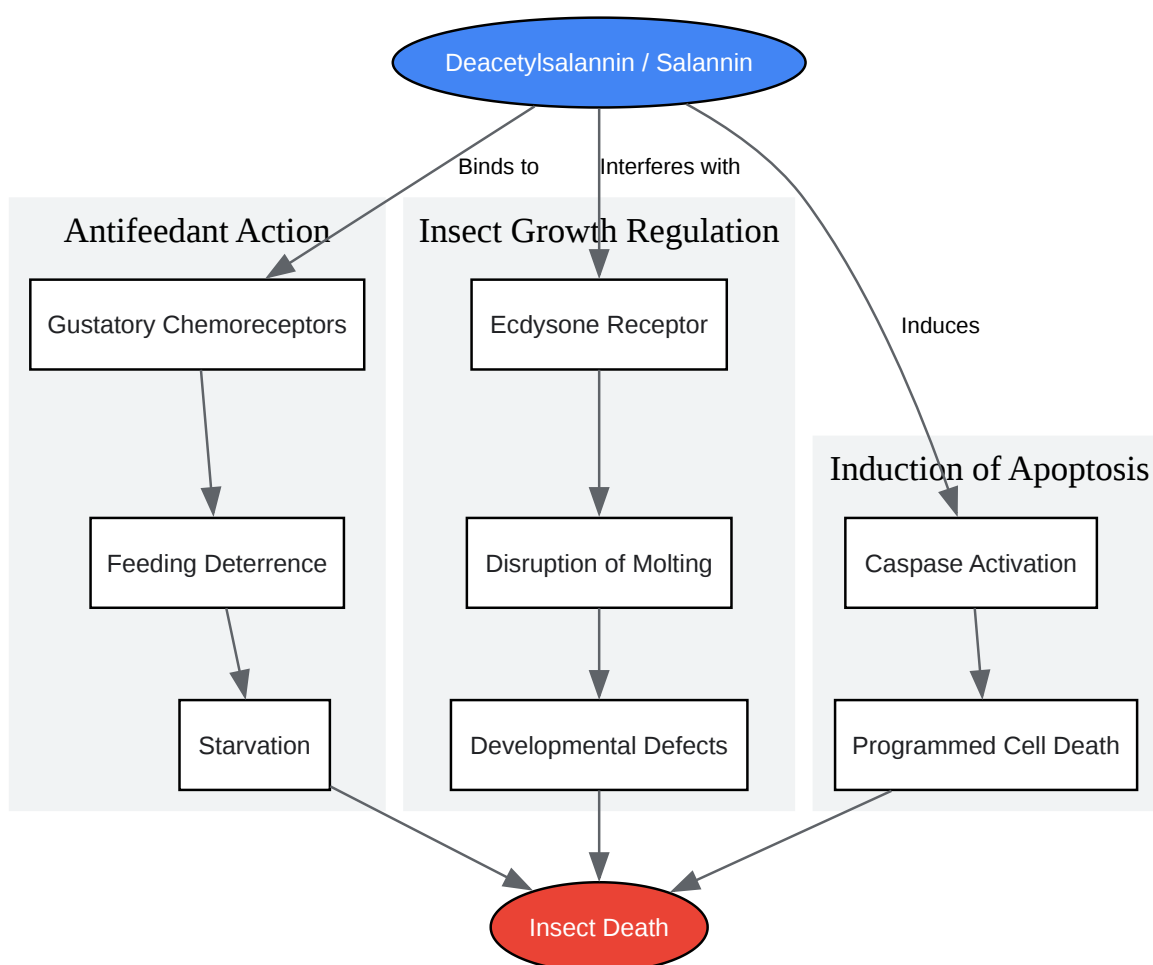 Deacetylsalannin / Salannin
Binds to
Interferes with
Induces
Antifeedant Action
Insect Growth Regulation
Induction of Apoptosis
Gustatory Chemoreceptors
Ecdysone Receptor
Feeding Deterrence
Disruption of Molting
Caspase Activation
Starvation
Developmental Defects
Programmed Cell Death
Insect Death